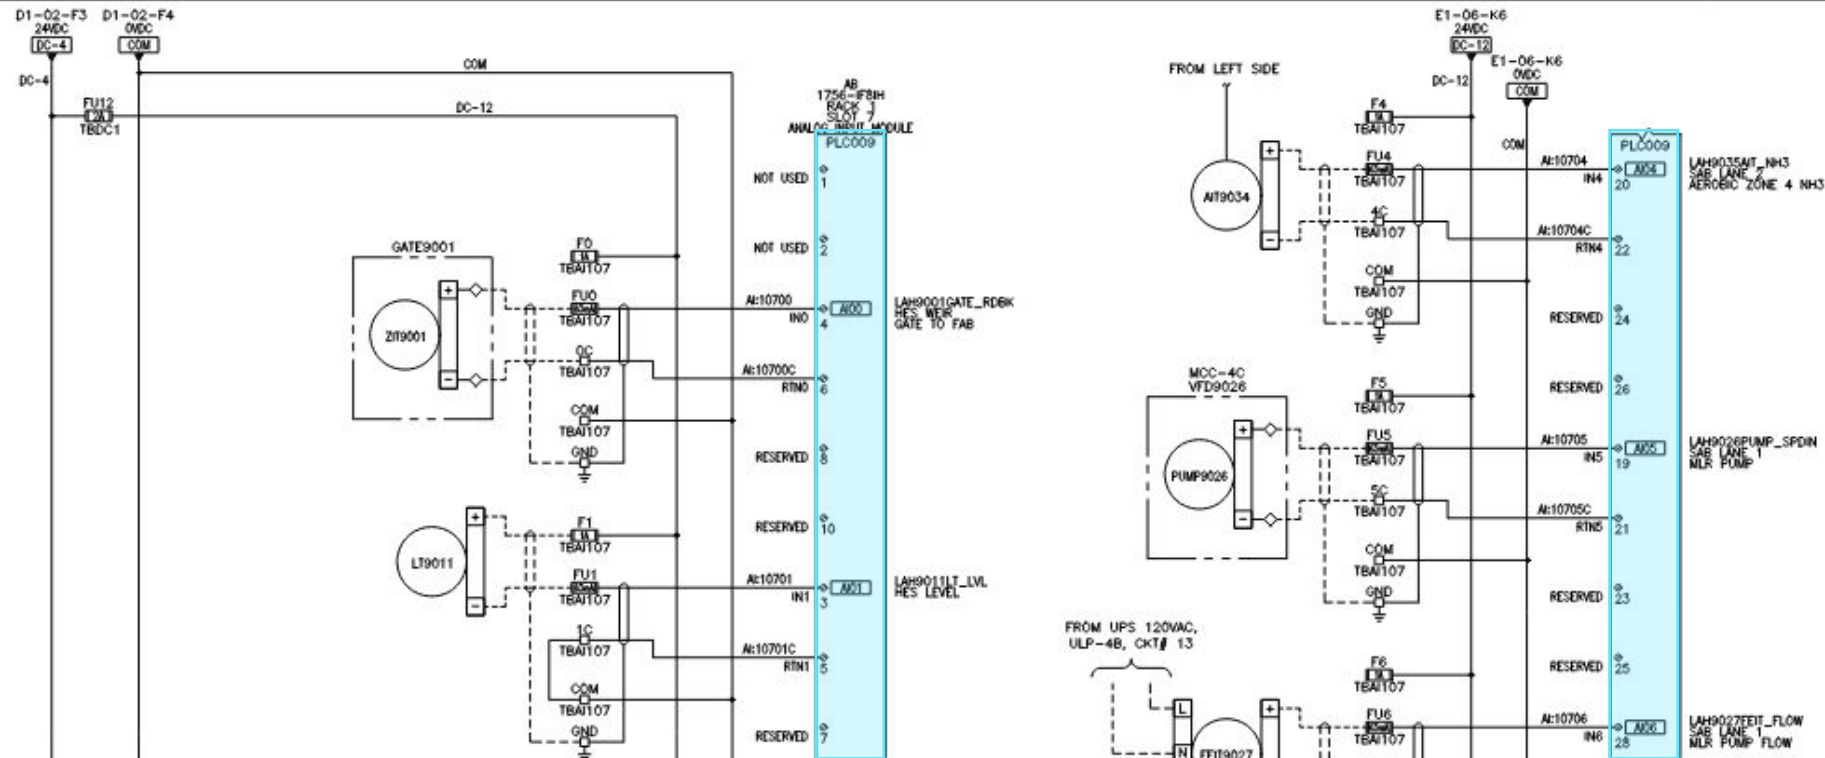 D1-02-F3
24VDC
DC-4
DC-4
D1-02-F4
0VDC
COM
COM
FU12
2A
TBDC1
DC-12
AB
1756-IF8IH
RACK 1
SLOT 7
ANALOG INPUT MODULE
PLC009
NOT USED
1
NOT USED
2
GATE9001
ZIT9001
+
-
F0
1A
TBAI107
FU0
TBAI107
0C
TBAI107
COM
TBAI107
GND
AI:10700
IN0
4
AI00
LAH9001GATE_RDBK
HES WEIR
GATE TO FAB
AI:10700C
RTN0
6
RESERVED
8
RESERVED
10
LT9011
+
-
F1
1A
TBAI107
FU1
TBAI107
1C
TBAI107
COM
TBAI107
GND
AI:10701
IN1
3
AI01
LAH9011LT_LVL
HES LEVEL
AI:10701C
RTN1
5
RESERVED
7
FROM LEFT SIDE
E1-06-K6
24VDC
DC-12
DC-12
E1-06-K6
0VDC
COM
COM
AIT9034
+
-
F4
1A
TBAI107
FU4
TBAI107
4C
TBAI107
COM
TBAI107
GND
PLC009
AI:10704
IN4
20
AI04
LAH9035AIT_NH3
SAB LANE 2
AEROBIC ZONE 4 NH3
AI:10704C
RTN4
22
RESERVED
24
RESERVED
26
MCC-4C
VFD9026
PUMP9026
+
-
F5
1A
TBAI107
FU5
TBAI107
5C
TBAI107
COM
TBAI107
GND
AI:10705
IN5
19
AI05
LAH9026PUMP_SPDIN
SAB LANE 1
MLR PUMP
AI:10705C
RTN5
21
RESERVED
23
RESERVED
25
FROM UPS 120VAC,
ULP-4B, CKT# 13
L
N
FEIT9027
+
F6
1A
TBAI107
FU6
TBAI107
AI:10706
IN6
28
AI06
LAH9027FEIT_FLOW
SAB LANE 1
MLR PUMP FLOW